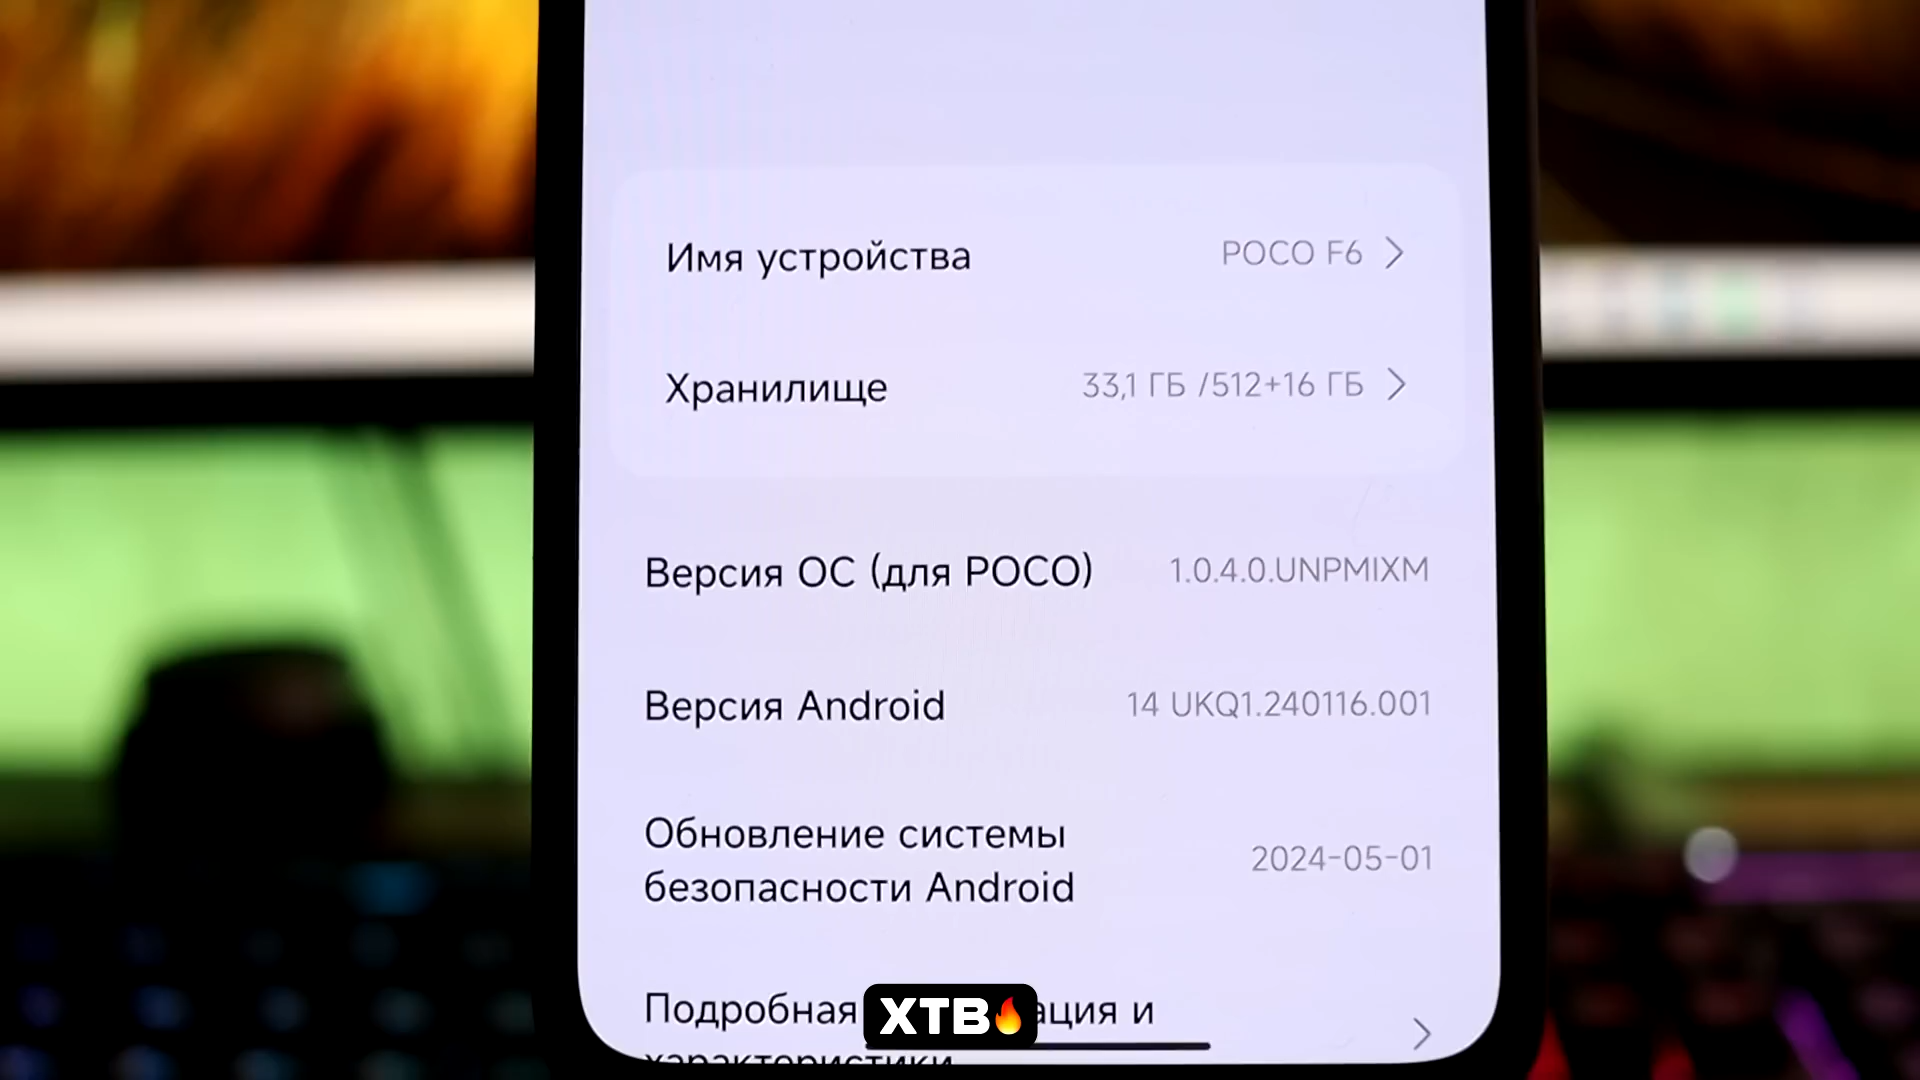 Имя устройства POCO F6
Хранилище 33,1 ГБ /512+16 ГБ
Версия ОС (для POCO) 1.0.4.0.UNPMIXM
Версия Android 14 UKQ1.240116.001
Обновление системы
безопасности Android 2024-05-01
Подробная ация и
характеристики
XTB🔥